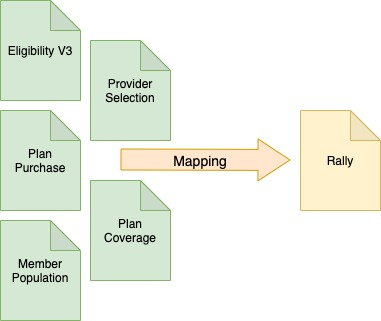 Eligibility V3
Provider
Selection
Plan
Purchase
Mapping
Rally
Plan
Coverage
Member
Population